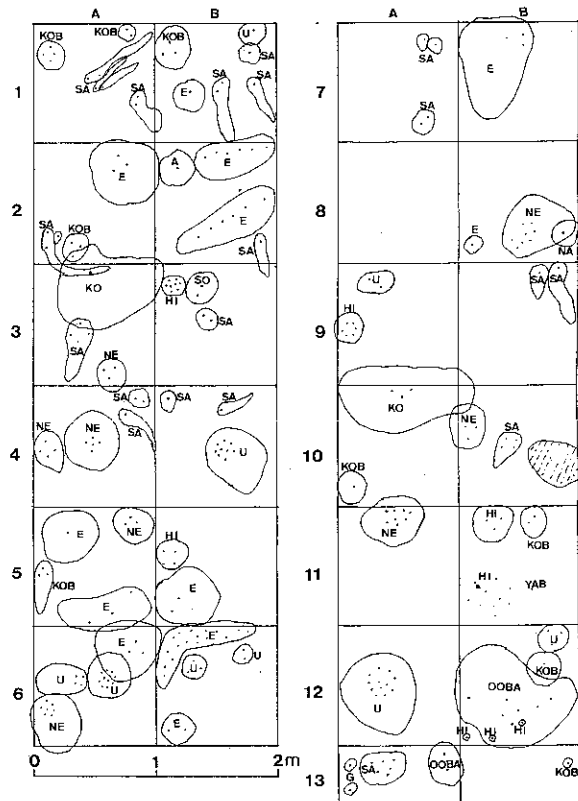 A B
KOB KOB U
SA
SA SA E SA
1
E A E
2 E
SA KOB SA
KO HI SO
3 SA
SA NE
SA SA SA
NE NE SA
4 U
E NE HI
5 KOB E
E
E E
U U U U
6
NE E
0 1 2m
A B
SA E
7
SA
NE
8 E NA
U SA SA
HI
9
KO
NE SA
10
KOB
NE HI KOB
11 HI YAB
U
KOB
12 OOBA
U
HI HI HI
G SA OOBA KOB
13